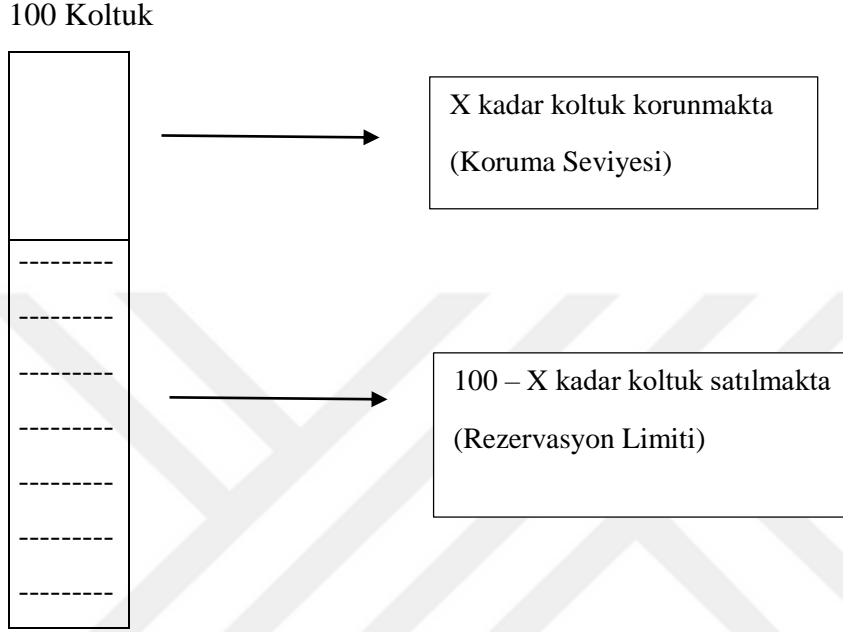 100 Koltuk
X kadar koltuk korunmakta
(Koruma Seviyesi)
100 – X kadar koltuk satılmakta
(Rezervasyon Limiti)